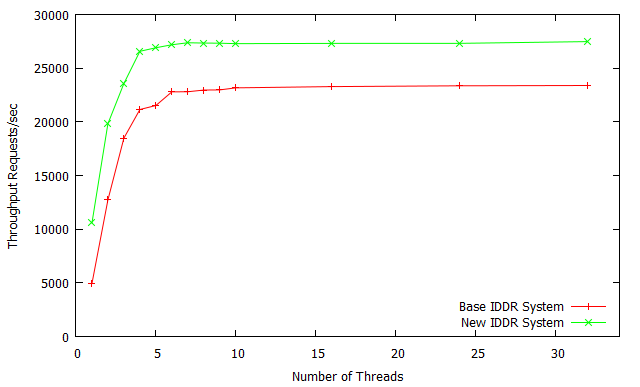 30000
25000
20000
15000
10000
5000
0
Throughput Requests/sec
Base IDDR System
New IDDR System
0 5 10 15 20 25 30
Number of Threads